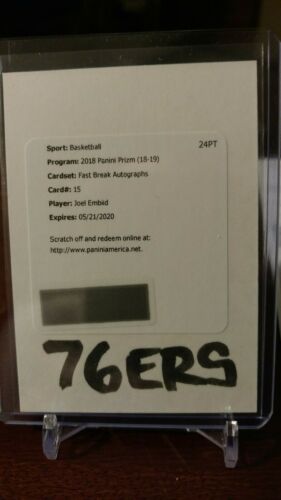 Sport: Basketball 24PT
Program: 2018 Panini Prizm (18-19)
Cardset: Fast Break Autographs
Card#: 15
Player: Joel Embiid
Expires: 05/21/2020
Scratch off and redeem online at:
http://www.paniniamerica.net.
76ERS